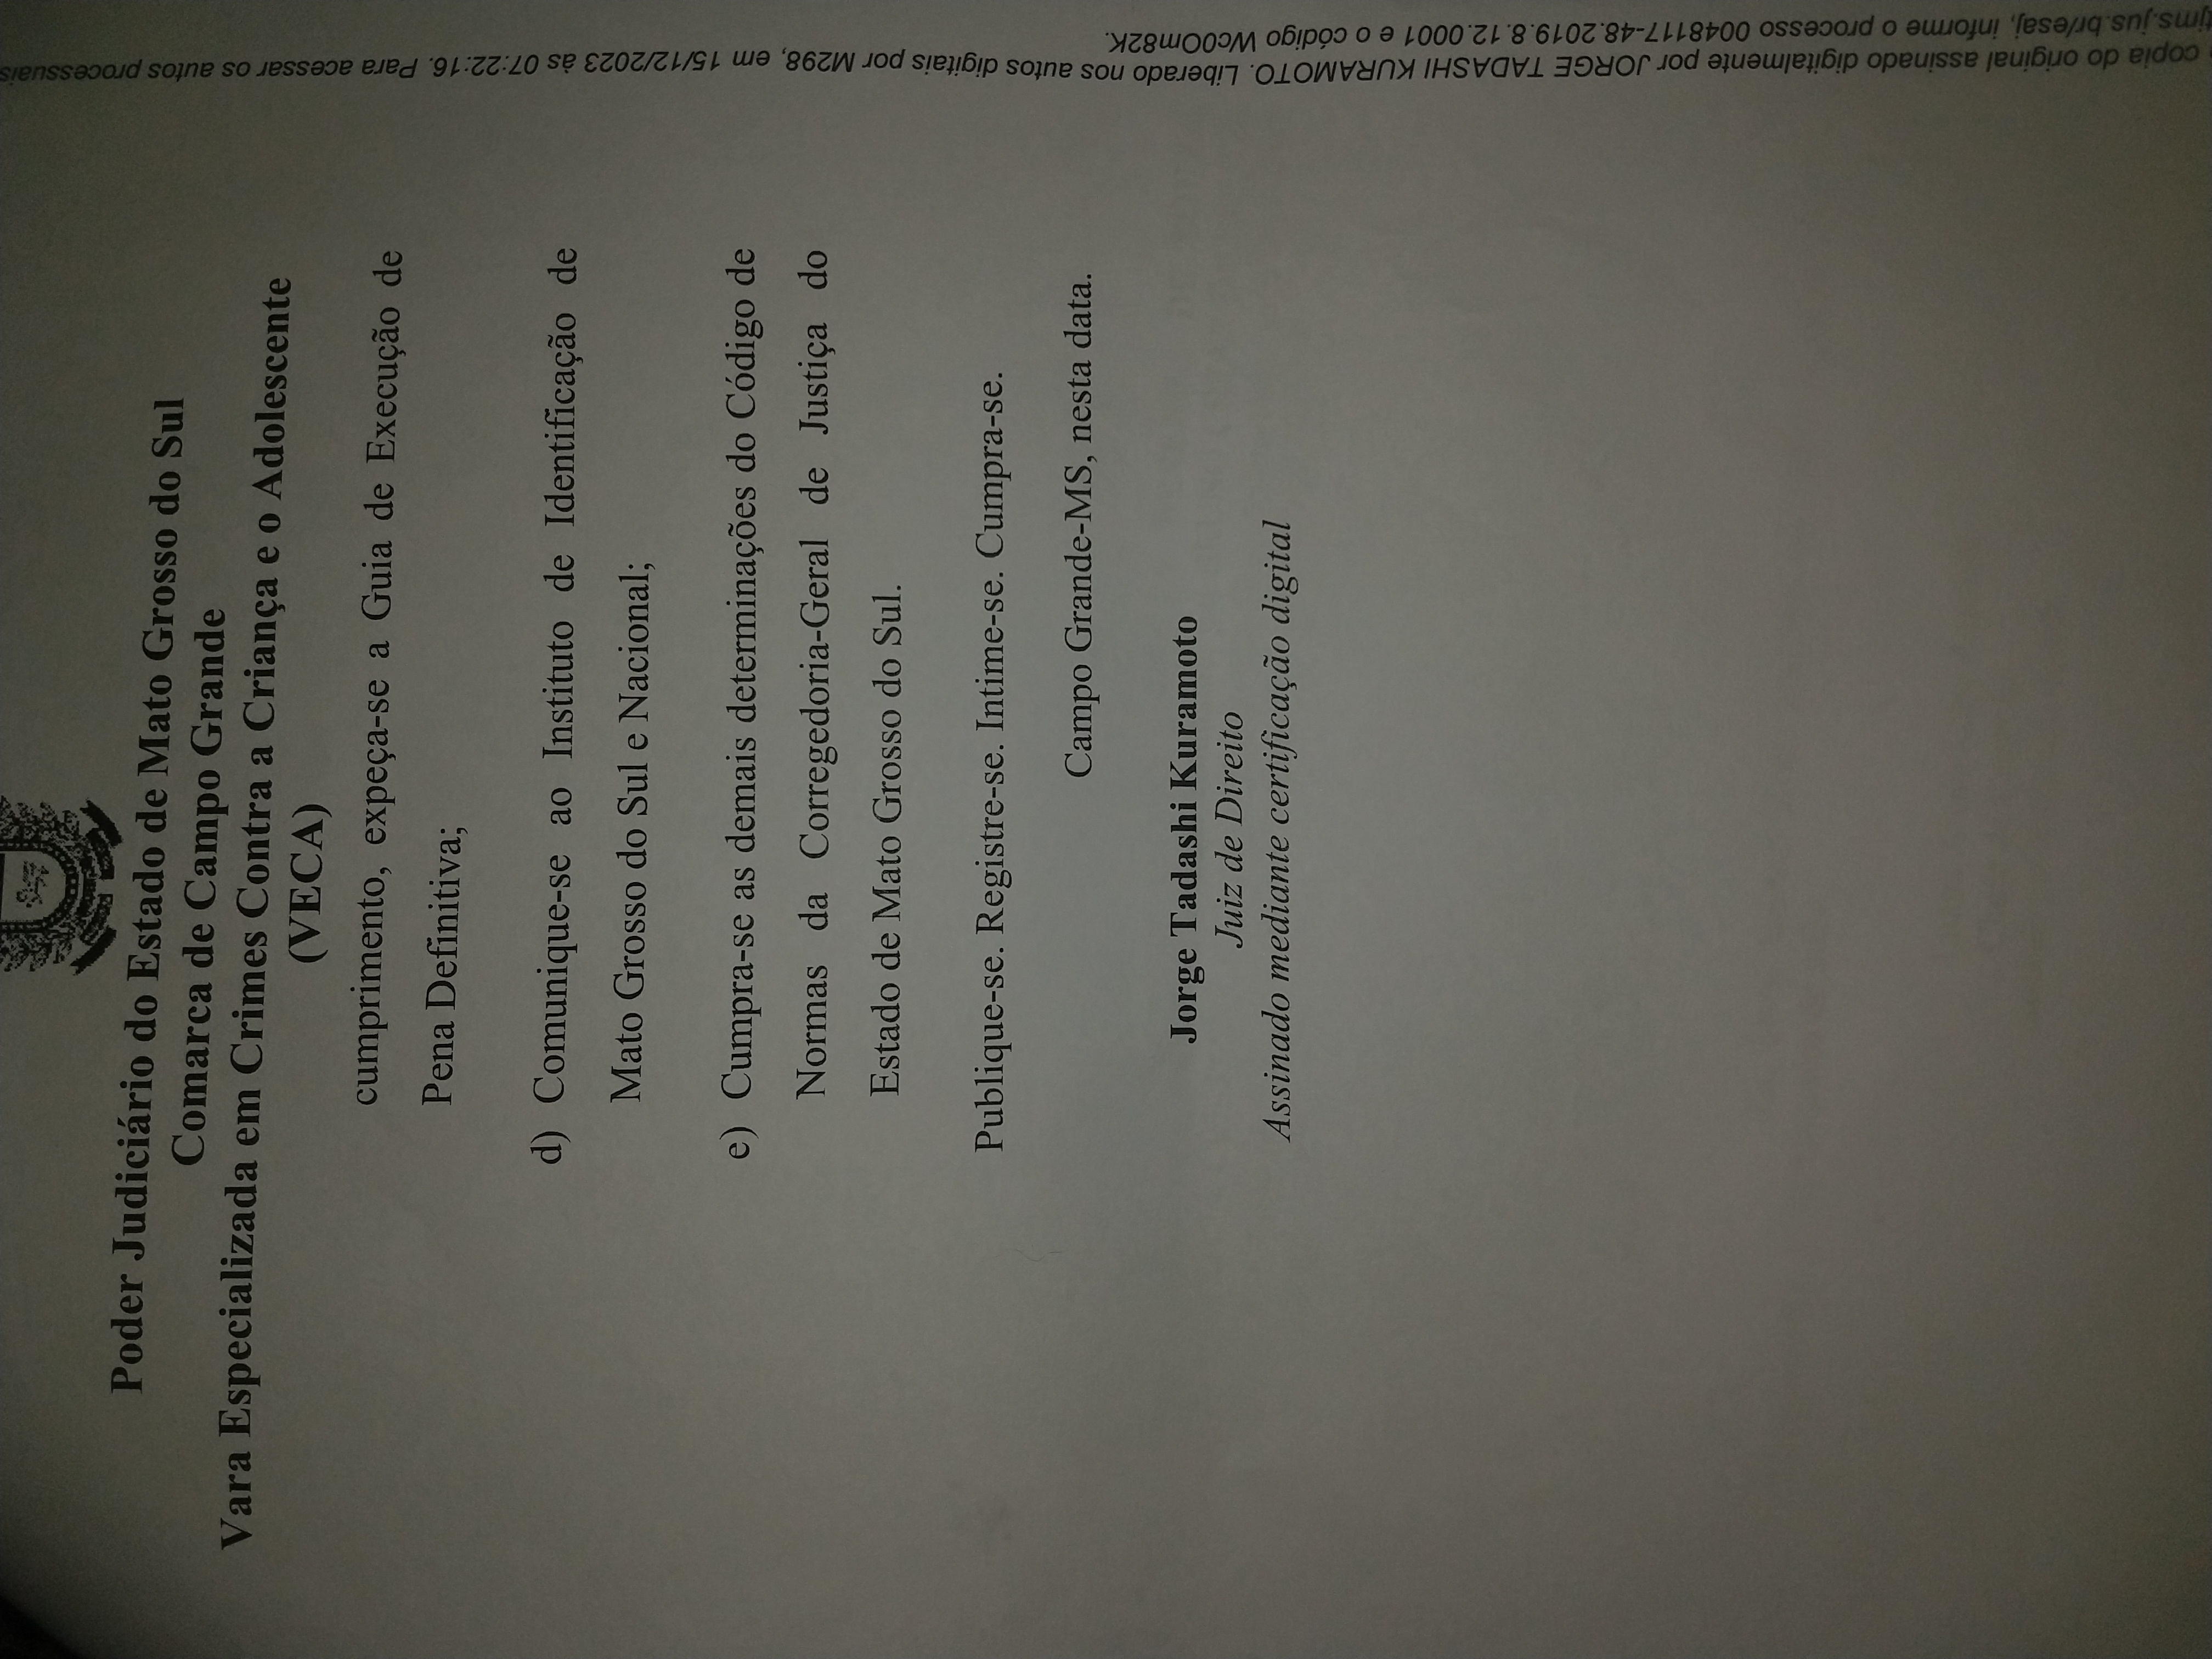 Poder Judiciário do Estado de Mato Grosso do Sul
Comarca de Campo Grande
Vara Especializada em Crimes Contra a Criança e o Adolescente
(VECA)
cumprimento, expeça-se a Guia de Execução de
Pena Definitiva;
d) Comunique-se ao Instituto de Identificação de
Mato Grosso do Sul e Nacional;
e) Cumpra-se as demais determinações do Código de
Normas da Corregedoria-Geral de Justiça do
Estado de Mato Grosso do Sul.
Publique-se. Registre-se. Intime-se. Cumpra-se.
Campo Grande-MS, nesta data.
Jorge Tadashi Kuramoto
Juiz de Direito
Assinado mediante certificação digital
copia do original assinado digitalmente por JORGE TADASHI KURAMOTO. Liberado nos autos digitais por M298, em 15/12/2023 às 07:22:16. Para acessar os autos processuais
tjms.jus.br/esaj, informe o processo 0048117-48.2019.8.12.0001 e o código Wc0Om82K.